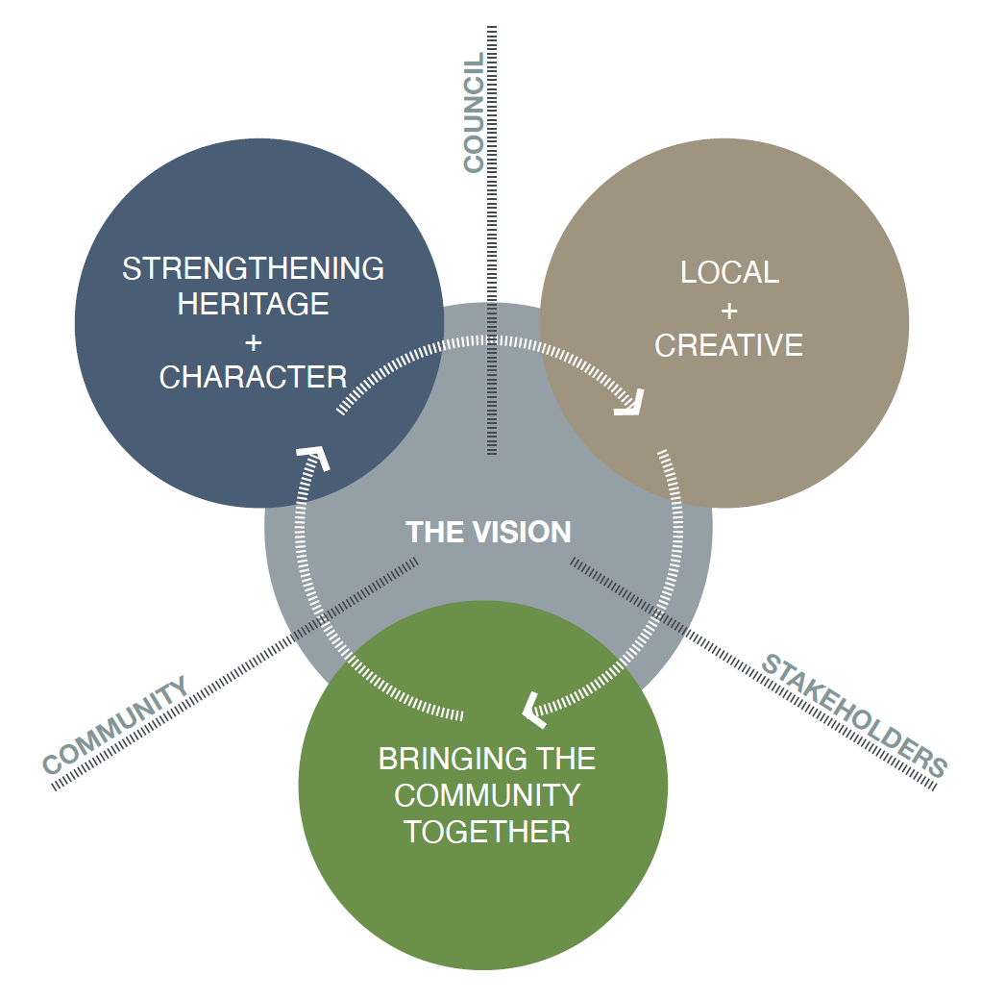 COUNCIL
STRENGTHENING
HERITAGE
+
CHARACTER
LOCAL
+
CREATIVE
THE VISION
COMMUNITY
STAKEHOLDERS
BRINGING THE
COMMUNITY
TOGETHER